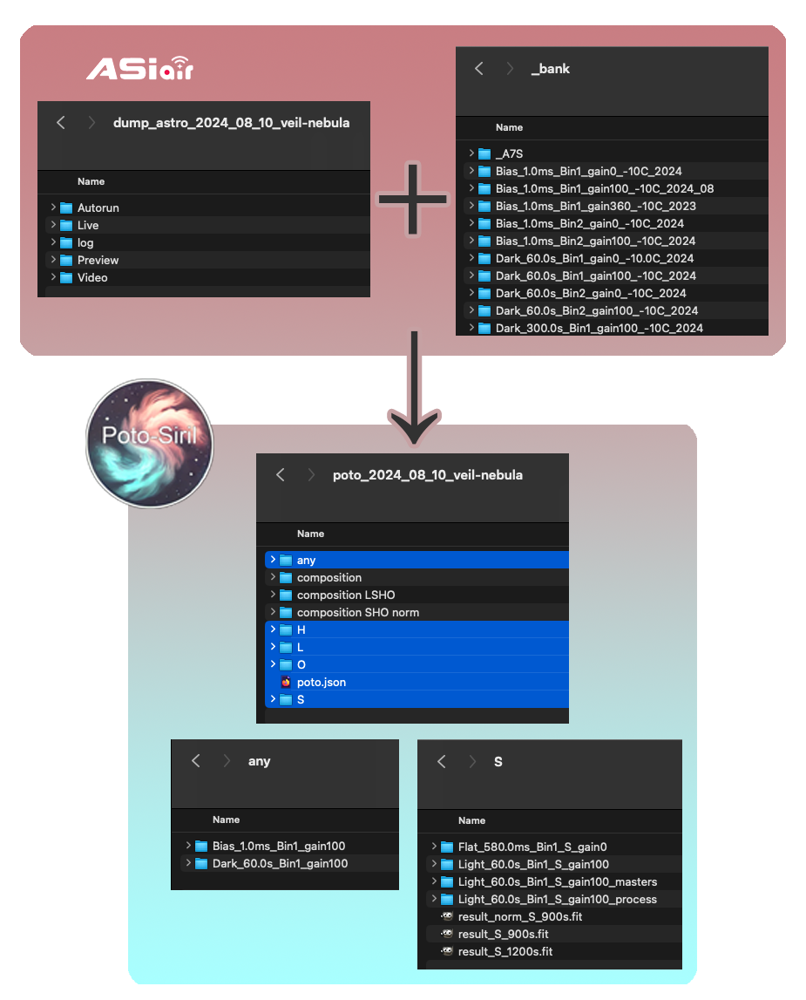 ASiair
dump_astro_2024_08_10_veil-nebula
Name
Autorun
Live
log
Preview
Video
_bank
Name
_A7S
Bias_1.0ms_Bin1_gain0_-10C_2024
Bias_1.0ms_Bin1_gain100_-10C_2024_08
Bias_1.0ms_Bin1_gain360_-10C_2023
Bias_1.0ms_Bin2_gain0_-10C_2024
Bias_1.0ms_Bin2_gain100_-10C_2024
Dark_60.0s_Bin1_gain0_-10.0C_2024
Dark_60.0s_Bin1_gain100_-10C_2024
Dark_60.0s_Bin2_gain0_-10C_2024
Dark_60.0s_Bin2_gain100_-10C_2024
Dark_300.0s_Bin1_gain100_-10C_2024
Poto-Siril
poto_2024_08_10_veil-nebula
Name
any
composition
composition LSHO
composition SHO norm
H
L
O
poto.json
S
any
Name
Bias_1.0ms_Bin1_gain100
Dark_60.0s_Bin1_gain100
S
Name
Flat_580.0ms_Bin1_S_gain0
Light_60.0s_Bin1_S_gain100
Light_60.0s_Bin1_S_gain100_masters
Light_60.0s_Bin1_S_gain100_process
result_norm_S_900s.fit
result_S_900s.fit
result_S_1200s.fit